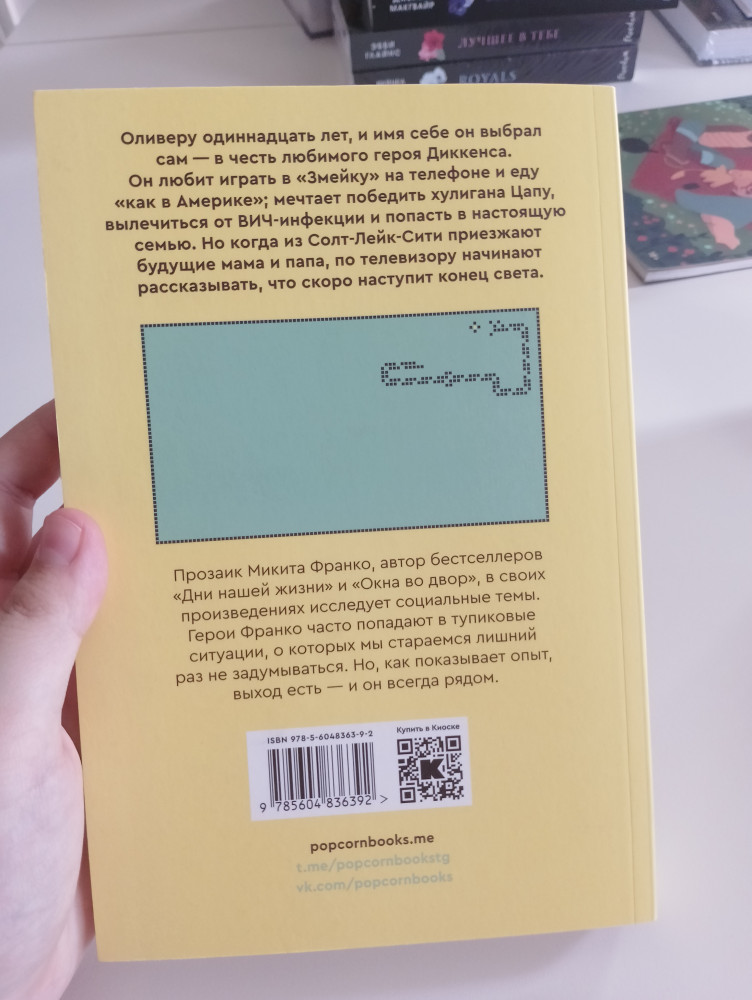 МАКГВАЙР
ЭББИ
ГЛАЙНС
ЛУЧШЕЕ В ТЕБЕ
ROYALS
Оливеру одиннадцать лет, и имя себе он выбрал
сам — в честь любимого героя Диккенса.
Он любит играть в «Змейку» на телефоне и еду
«как в Америке»; мечтает победить хулигана Цапу,
вылечиться от ВИЧ-инфекции и попасть в настоящую
семью. Но когда из Солт-Лейк-Сити приезжают
будущие мама и папа, по телевизору начинают
рассказывать, что скоро наступит конец света.
Прозаик Микита Франко, автор бестселлеров
«Дни нашей жизни» и «Окна во двор», в своих
произведениях исследует социальные темы.
Герои Франко часто попадают в тупиковые
ситуации, о которых мы стараемся лишний
раз не задумываться. Но, как показывает опыт,
выход есть — и он всегда рядом.
ISBN 978-5-6048363-9-2
Купить в Киоске
К
9 785604 836392 >
popcornbooks.me
t.me/popcornbookstg
vk.com/popcornbooks